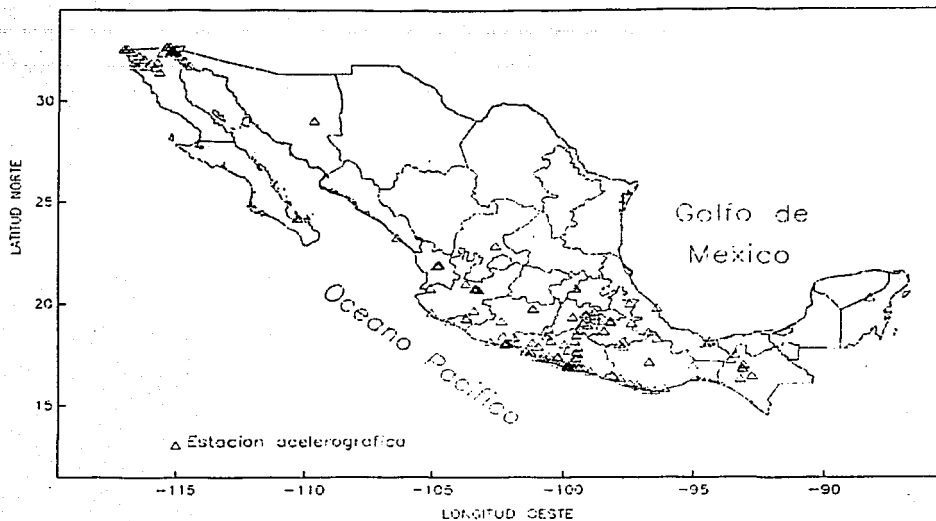 30
25
20
15
LATITUD NORTE
Golfo de
Mexico
Oceano Pacifico
△ Estacion acelerografica
-115
-110
-105
-100
-95
-90
LONGITUD OESTE